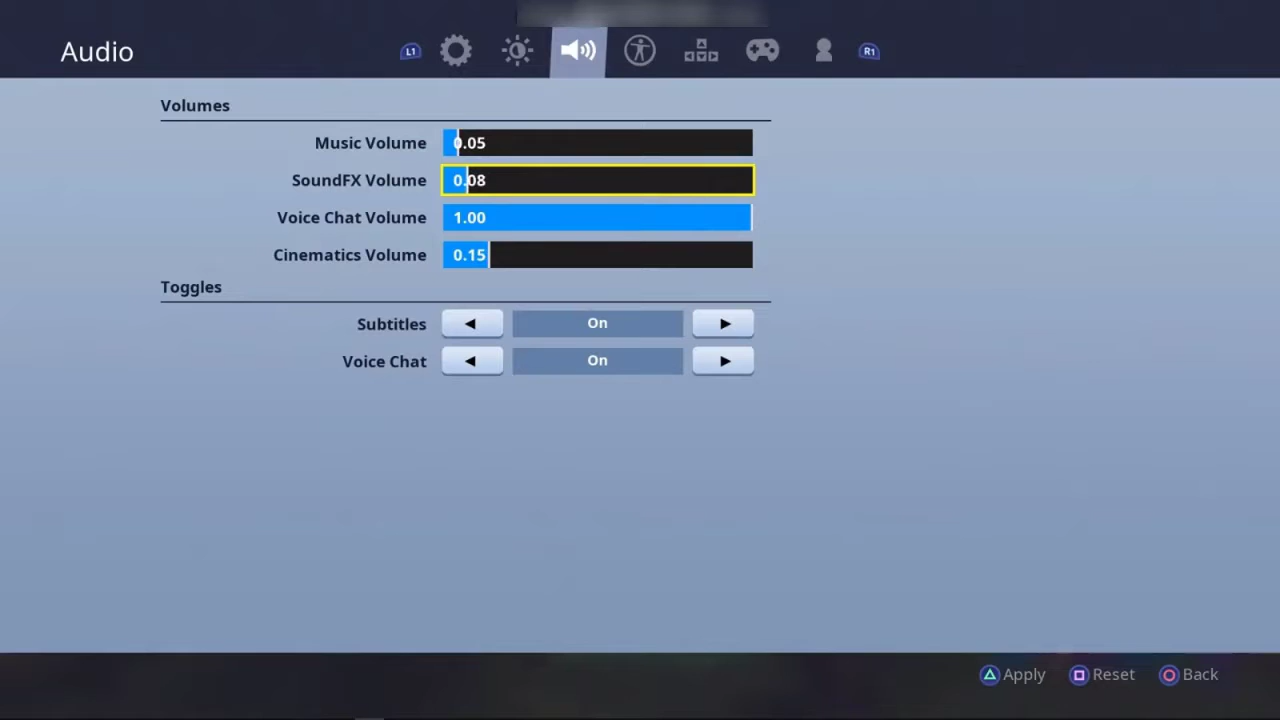 Audio
L1
R1
Volumes
Music Volume 0.05
SoundFX Volume 0.08
Voice Chat Volume 1.00
Cinematics Volume 0.15
Toggles
Subtitles On
Voice Chat On
Apply Reset Back